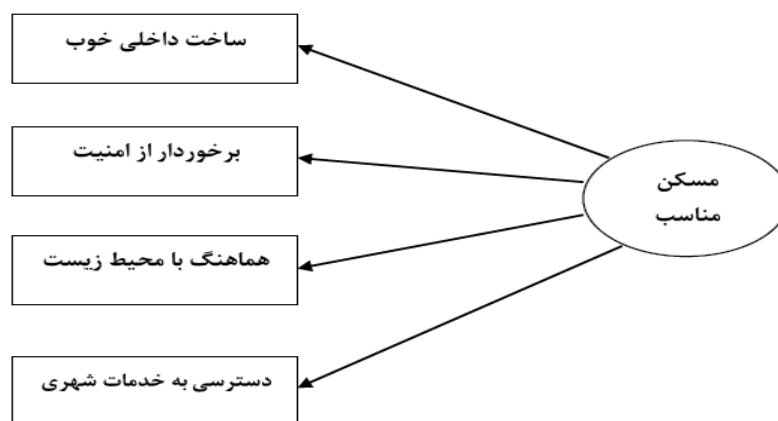 ساخت داخلی خوب
برخوردار از امنیت
مسکن
مناسب
هماهنگ با محیط زیست
دسترسی به خدمات شهری